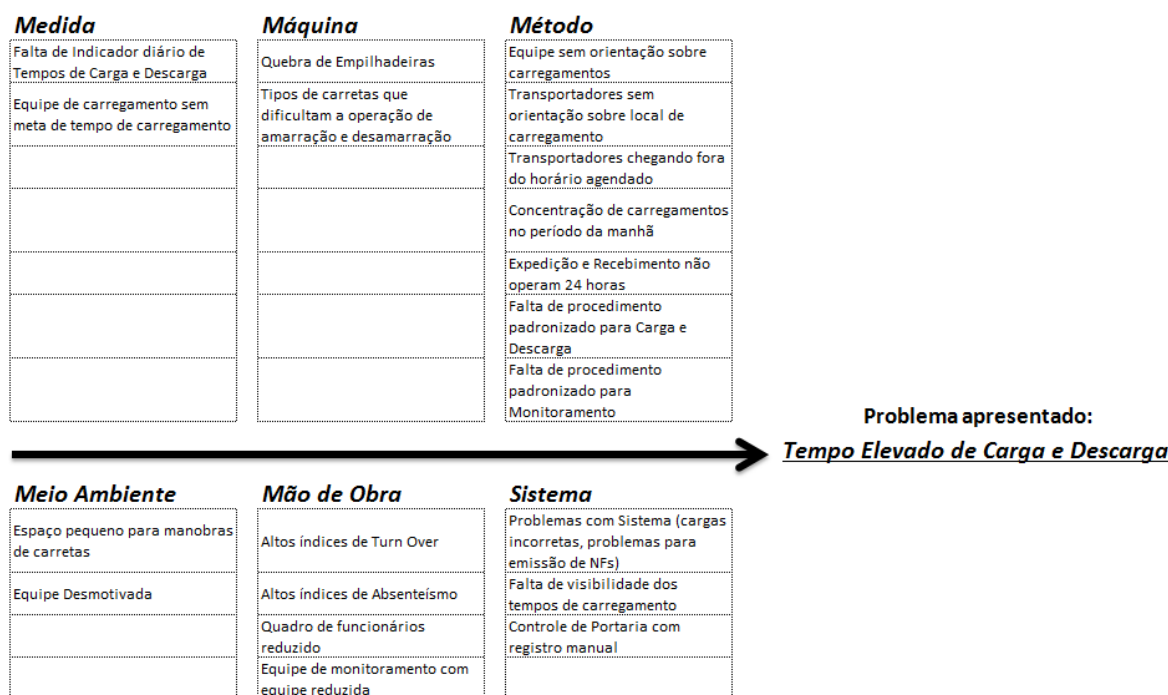 Medida
Falta de Indicador diário de
Tempos de Carga e Descarga
Equipe de carregamento sem
meta de tempo de carregamento
Máquina
Quebra de Empilhadeiras
Tipos de carretas que
dificultam a operação de
amarração e desamarração
Método
Equipe sem orientação sobre
carregamentos
Transportadores sem
orientação sobre local de
carregamento
Transportadores chegando fora
do horário agendado
Concentração de carregamentos
no período da manhã
Expedição e Recebimento não
operam 24 horas
Falta de procedimento
padronizado para Carga e
Descarga
Falta de procedimento
padronizado para
Monitoramento
Problema apresentado:
Tempo Elevado de Carga e Descarga
Meio Ambiente
Espaço pequeno para manobras
de carretas
Equipe Desmotivada
Mão de Obra
Altos índices de Turn Over
Altos índices de Absenteísmo
Quadro de funcionários
reduzido
Equipe de monitoramento com
equipe reduzida
Sistema
Problemas com Sistema (cargas
incorretas, problemas para
emissão de NFs)
Falta de visibilidade dos
tempos de carregamento
Controle de Portaria com
registro manual